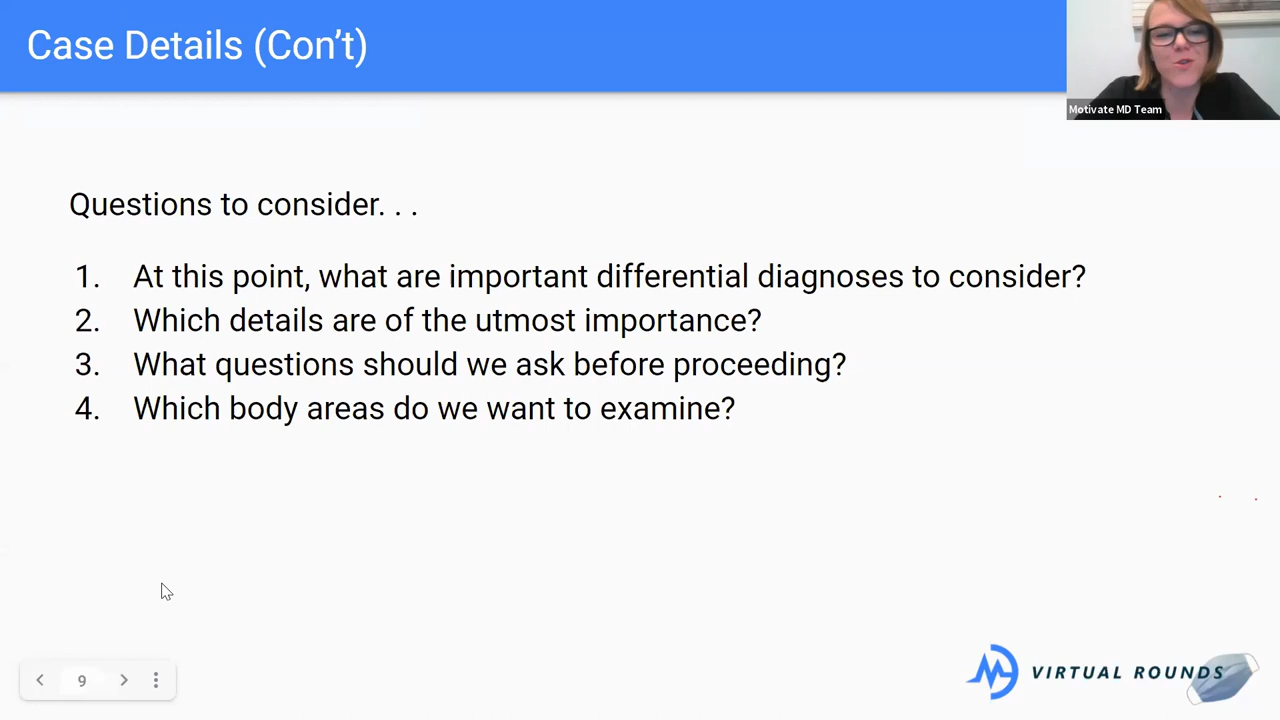 Case Details (Con’t)
Motivate MD Team
Questions to consider. . .
1. At this point, what are important differential diagnoses to consider?
2. Which details are of the utmost importance?
3. What questions should we ask before proceeding?
4. Which body areas do we want to examine?
9
VIRTUAL ROUNDS